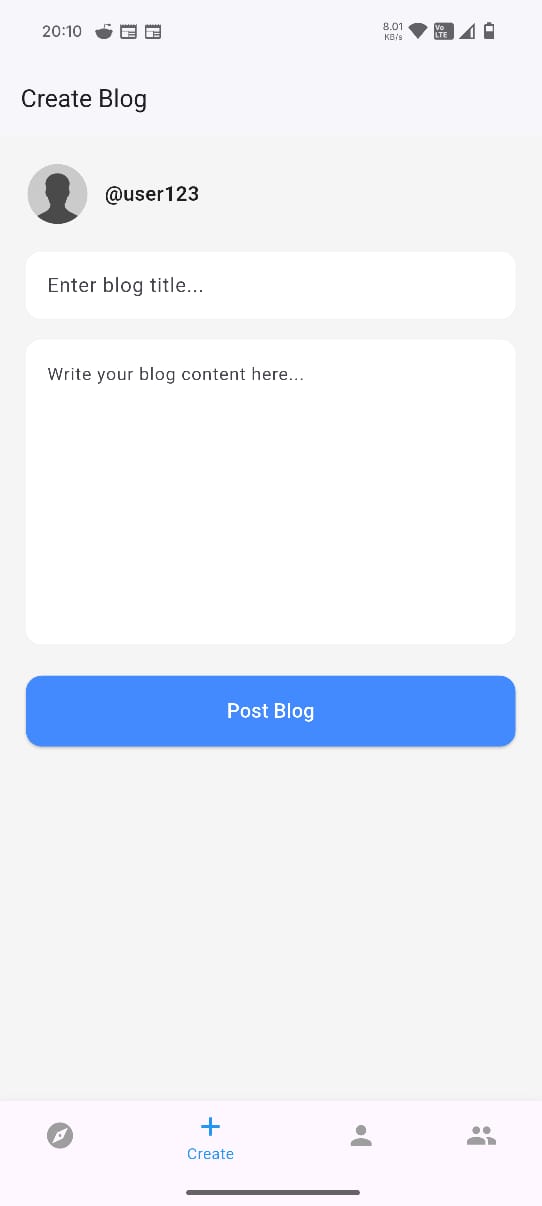 20:10
8.01
KB/s
Vo
LTE
Create Blog
@user123
Enter blog title...
Write your blog content here...
Post Blog
Create